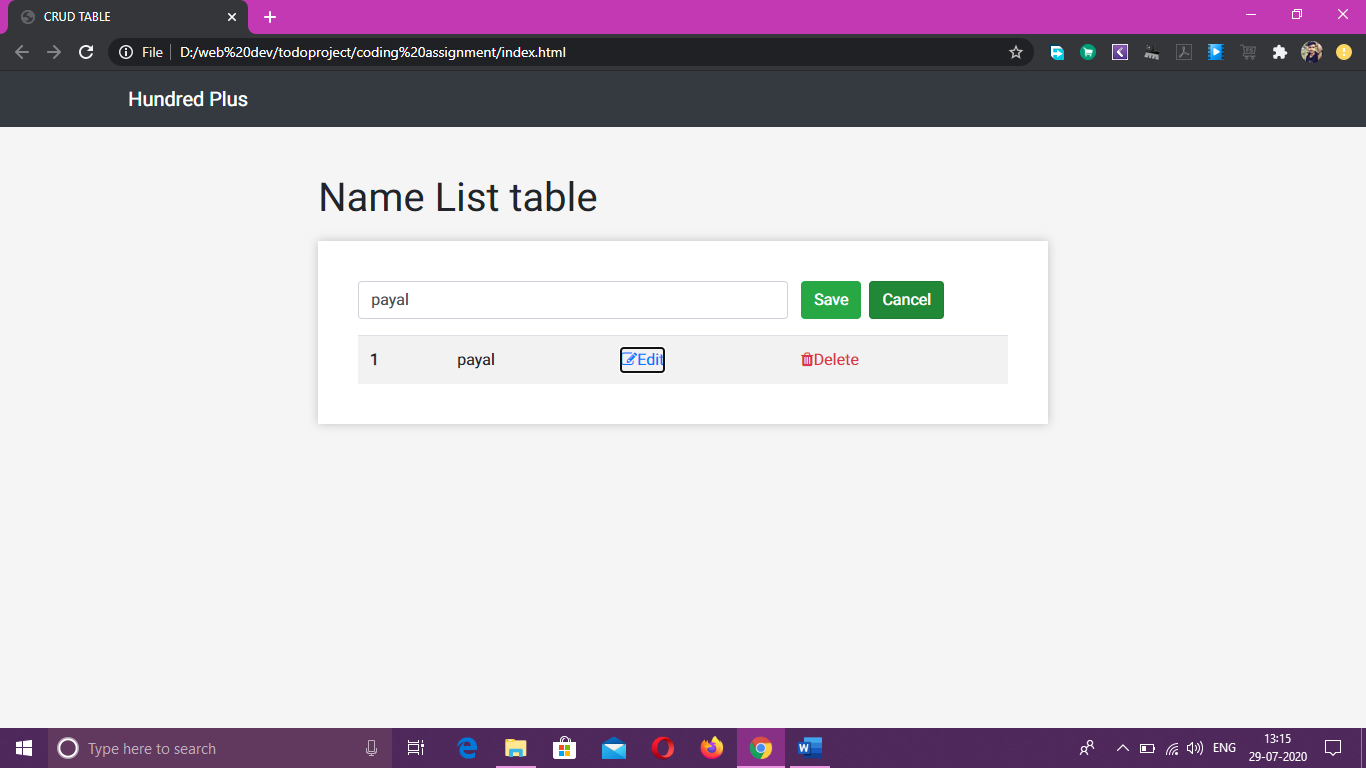 CRUD TABLE
File D:/web%20dev/todoproject/coding%20assignment/index.html
Hundred Plus
Name List table
payal Save Cancel
1 payal Edit Delete
Type here to search
ENG
13:15
29-07-2020